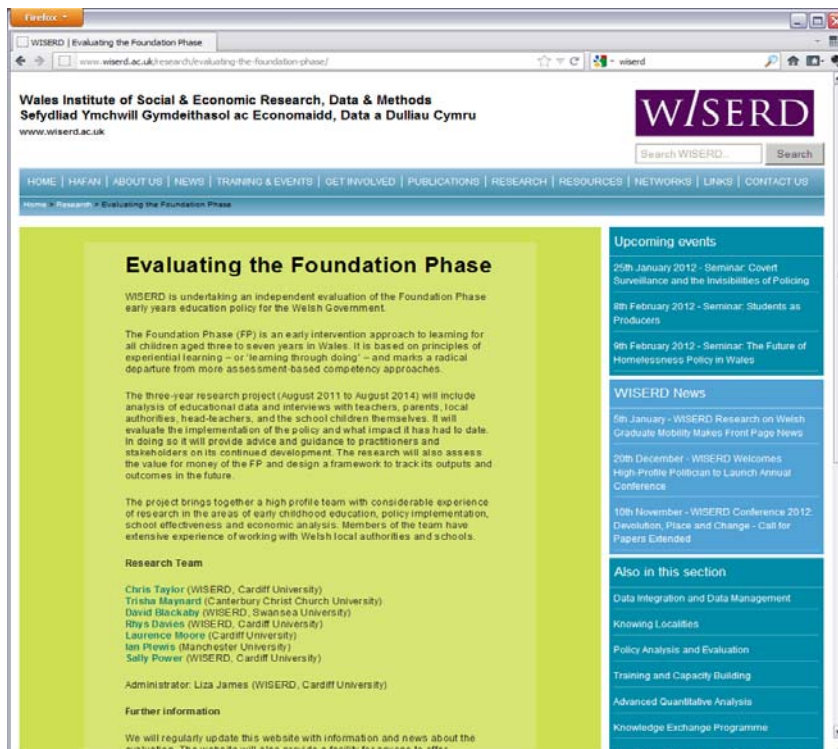 Firefox
WISERD | Evaluating the Foundation Phase
www.wiserd.ac.uk/research/evaluating-the-foundation-phase/
wiserd
Wales Institute of Social & Economic Research, Data & Methods
Sefydliad Ymchwill Gymdeithasol ac Economaidd, Data a Dulliau Cymru
www.wiserd.ac.uk
W/SERD
Search WISERD...
Search
HOME | HAFAN | ABOUT US | NEWS | TRAINING & EVENTS | GET INVOLVED | PUBLICATIONS | RESEARCH | RESOURCES | NETWORKS | LINKS | CONTACT US
Home > Research > Evaluating the Foundation Phase
Evaluating the Foundation Phase
WISERD is undertaking an independent evaluation of the Foundation Phase
early years education policy for the Welsh Government.
The Foundation Phase (FP) is an early intervention approach to learning for
all children aged three to seven years in Wales. It is based on principles of
experiential learning – or 'learning through doing' – and marks a radical
departure from more assessment-based competency approaches.
The three-year research project (August 2011 to August 2014) will include
analysis of educational data and interviews with teachers, parents, local
authorities, head-teachers, and the school children themselves. It will
evaluate the implementation of the policy and what impact it has had to date.
In doing so it will provide advice and guidance to practitioners and
stakeholders on its continued development. The research will also assess
the value for money of the FP and design a framework to track its outputs and
outcomes in the future.
The project brings together a high profile team with considerable experience
of research in the areas of early childhood education, policy implementation,
school effectiveness and economic analysis. Members of the team have
extensive experience of working with Welsh local authorities and schools.
Research Team
Chris Taylor (WISERD, Cardiff University)
Trisha Maynard (Canterbury Christ Church University)
David Blackaby (WISERD, Swansea University)
Rhys Davies (WISERD, Cardiff University)
Laurence Moore (Cardiff University)
Ian Plewis (Manchester University)
Sally Power (WISERD, Cardiff University)
Administrator: Liza James (WISERD, Cardiff University)
Further information
We will regularly update this website with information and news about the
evaluation. The website will also provide a facility for anyone to offer
Upcoming events
25th January 2012 - Seminar: Covert
Surveillance and the Invisibilities of Policing
8th February 2012 - Seminar: Students as
Producers
9th February 2012 - Seminar: The Future of
Homelessness Policy in Wales
WISERD News
5th January - WISERD Research on Welsh
Graduate Mobility Makes Front Page News
20th December - WISERD Welcomes
High-Profile Politician to Launch Annual
Conference
10th November - WISERD Conference 2012:
Devolution, Place and Change - Call for
Papers Extended
Also in this section
Data Integration and Data Management
Knowing Localities
Policy Analysis and Evaluation
Training and Capacity Building
Advanced Quantitative Analysis
Knowledge Exchange Programme